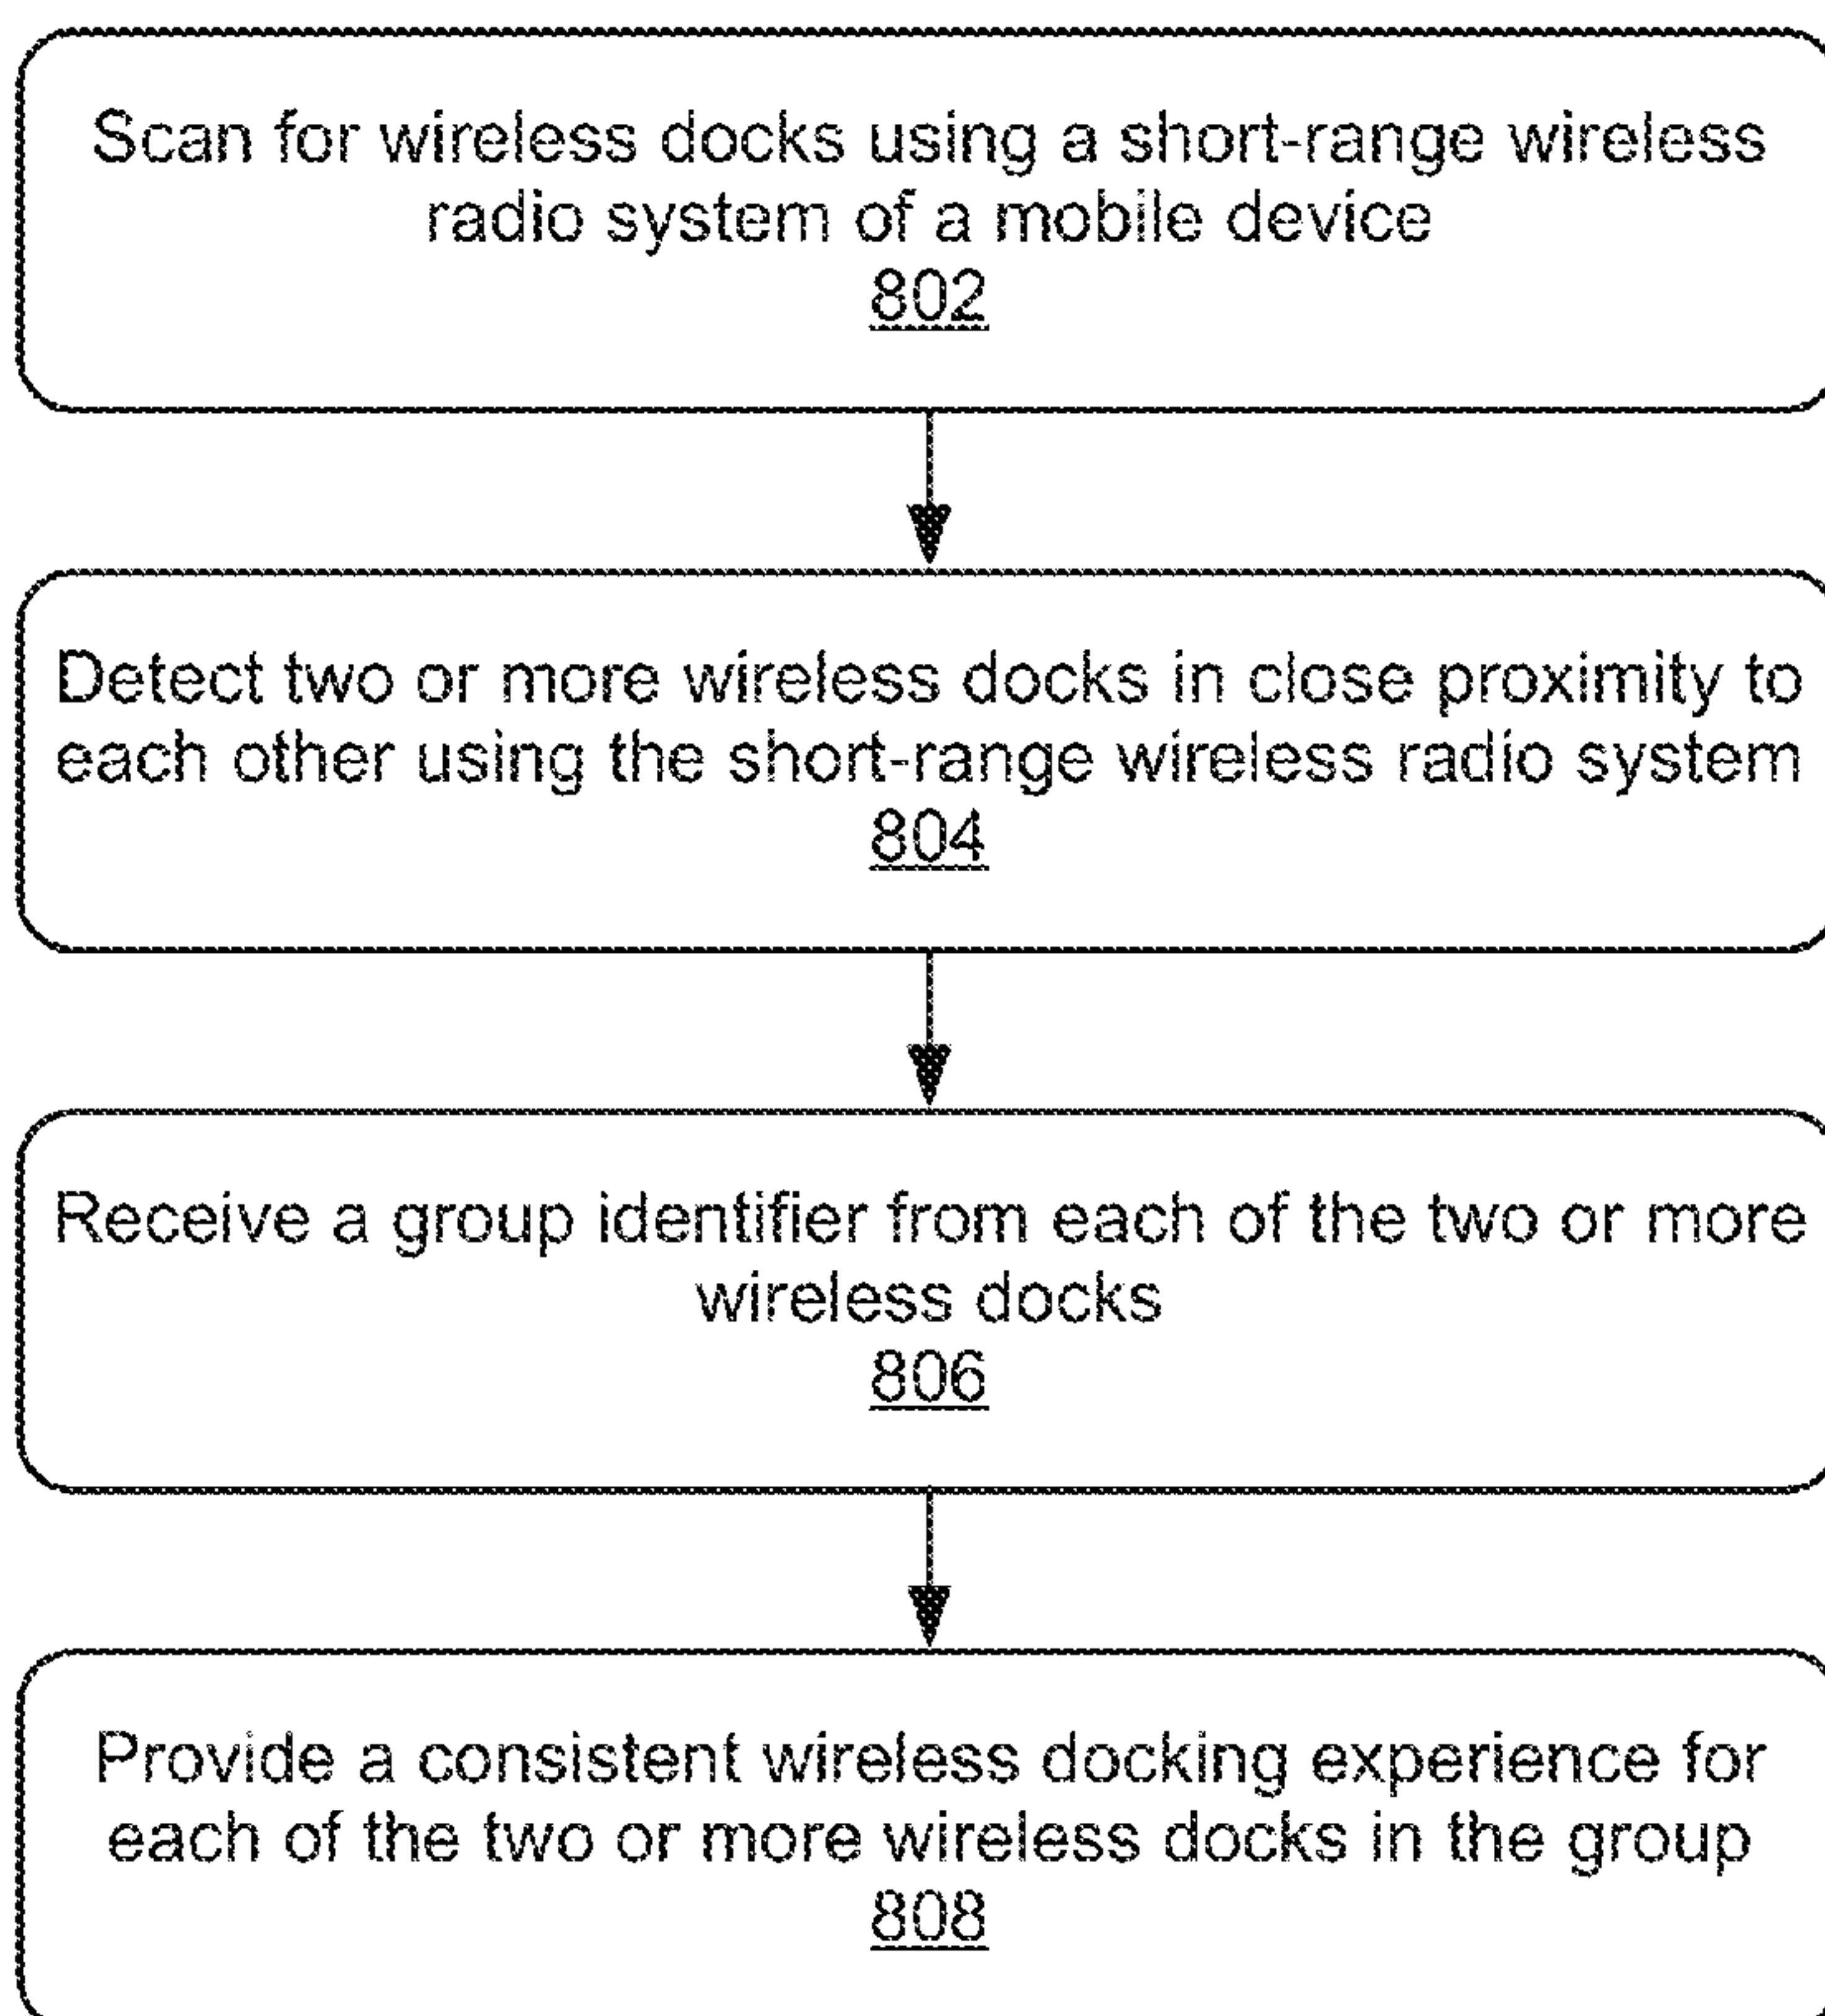 Scan for wireless docks using a short-range wireless
radio system of a mobile device
802
Detect two or more wireless docks in close proximity to
each other using the short-range wireless radio system
804
Receive a group identifier from each of the two or more
wireless docks
806
Provide a consistent wireless docking experience for
each of the two or more wireless docks in the group
808